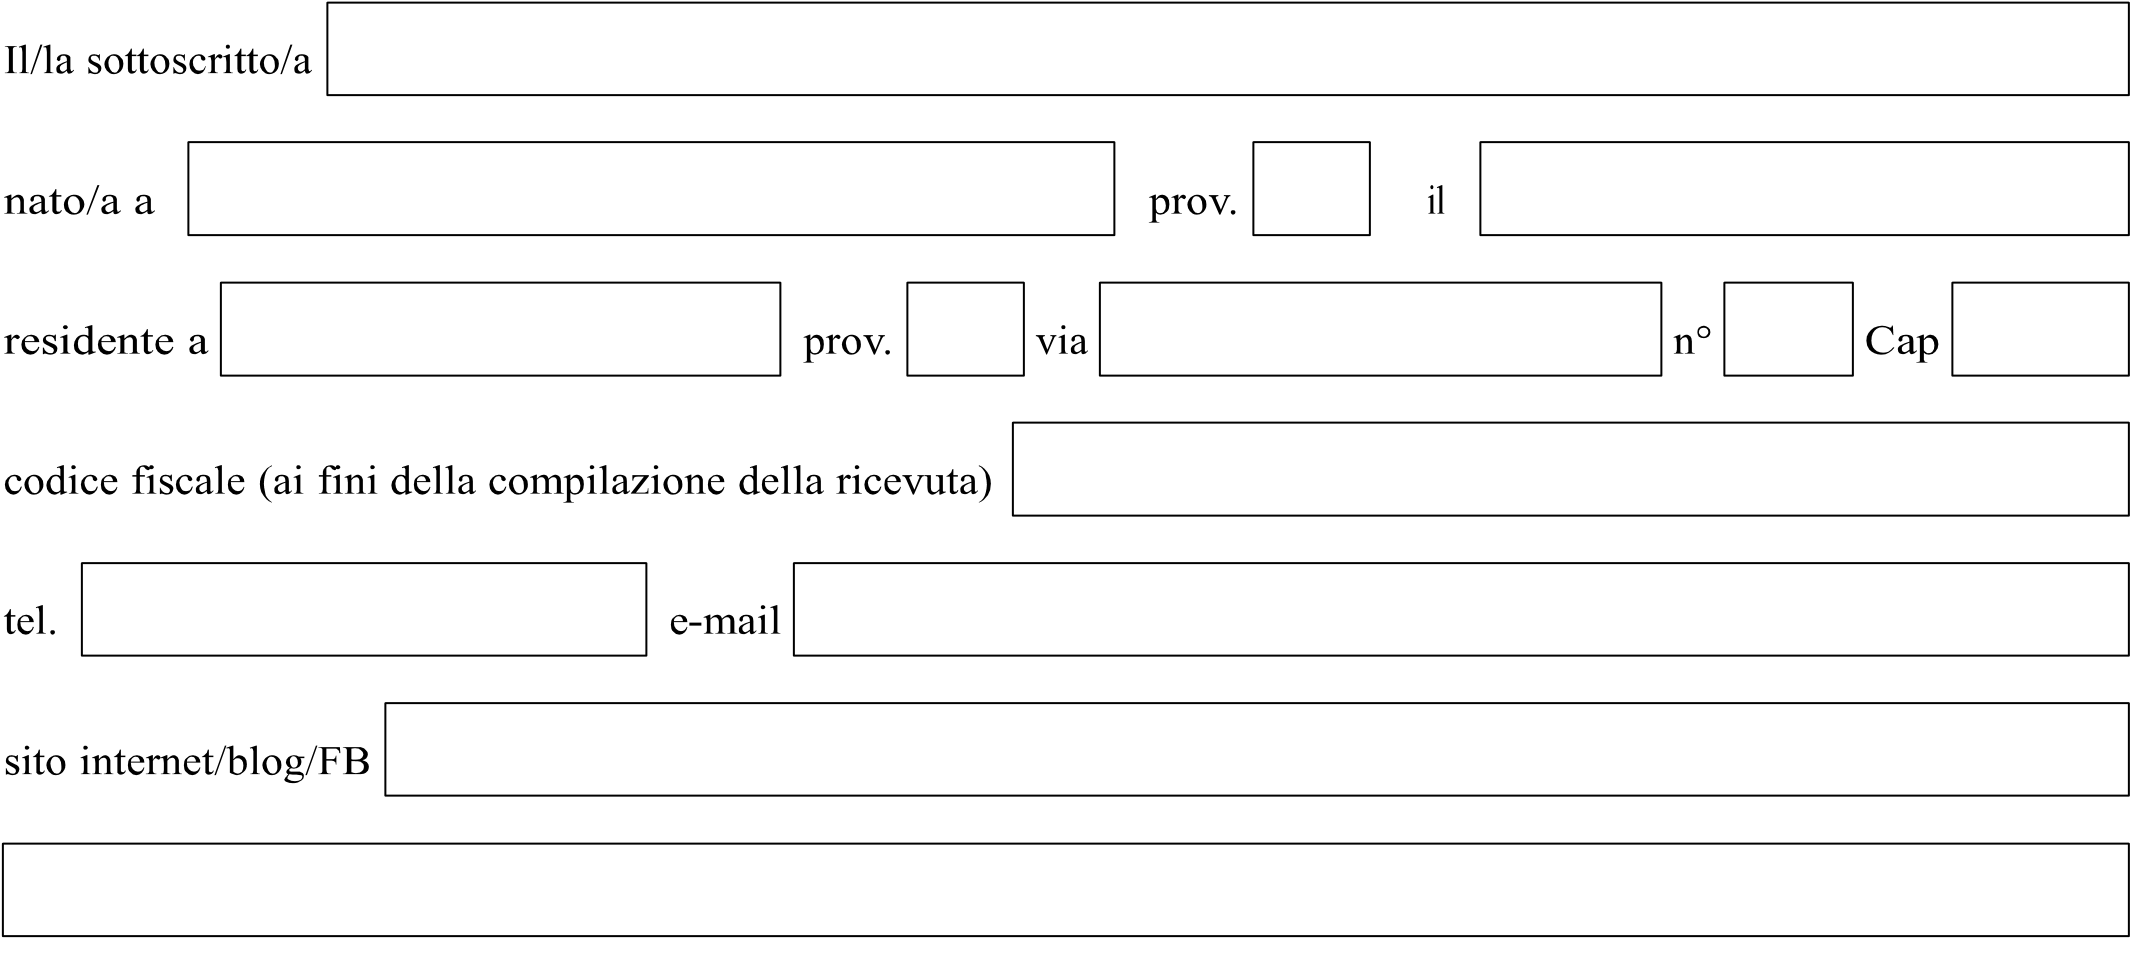 Il/la sottoscritto/a
nato/a a prov. il
residente a prov. via n° Cap
codice fiscale (ai fini della compilazione della ricevuta)
tel. e-mail
sito internet/blog/FB